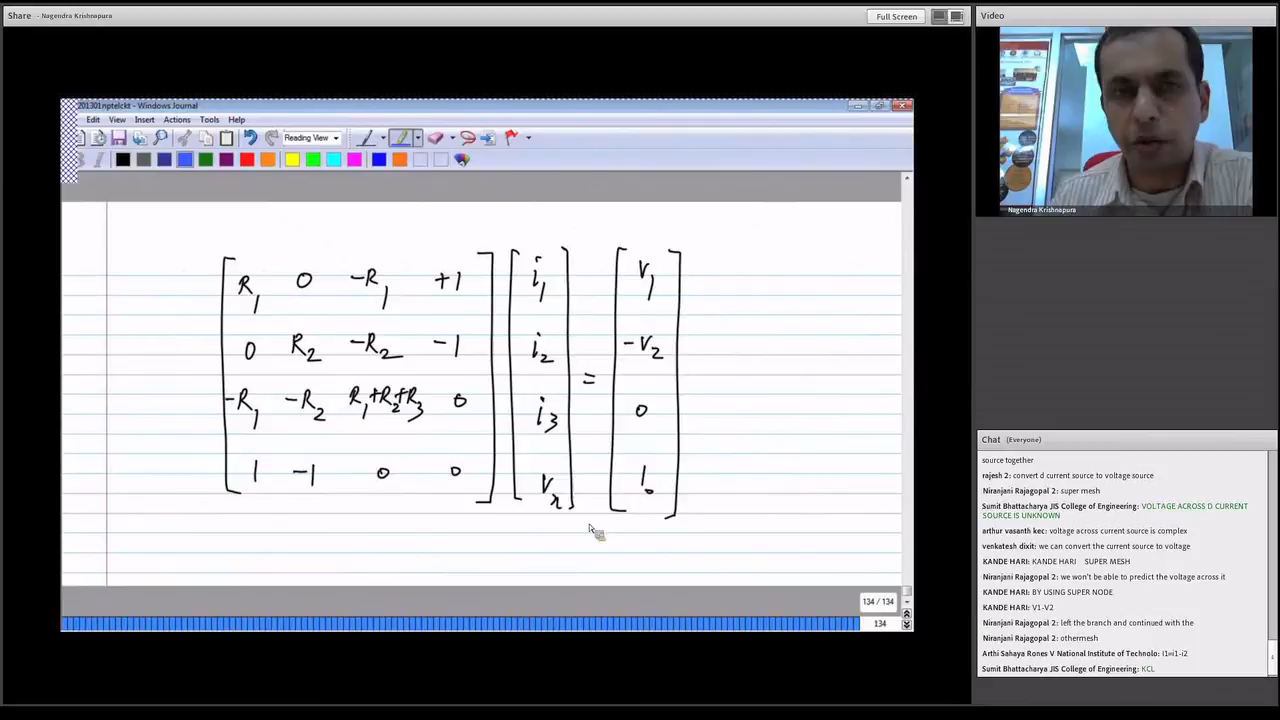 Share - Nagendra Krishnapura
Full Screen
Video
201301nptelckt - Windows Journal
Edit View Insert Actions Tools Help
Reading View
R1 0 -R1 +1 i1 V1
0 R2 -R2 -1 i2 = -V2
-R1 -R2 R1+R2+R3 0 i3 0
1 -1 0 0 Vx I0
134 / 134
134
Nagendra Krishnapura
Chat (Everyone)
source together
rajesh 2: convert d current source to voltage source
Niranjani Rajagopal 2: super mesh
Sumit Bhattacharya JIS College of Engineering: VOLTAGE ACROSS D CURRENT
SOURCE IS UNKNOWN
arthur vasanth kec: voltage across current source is complex
venkatesh dixit: we can convert the current source to voltage
KANDE HARI: KANDE HARI SUPER MESH
Niranjani Rajagopal 2: we won't be able to predict the voltage across it
KANDE HARI: BY USING SUPER NODE
KANDE HARI: V1-V2
Niranjani Rajagopal 2: left the branch and continued with the
Niranjani Rajagopal 2: othermesh
Arthi Sahaya Rones V National Institute of Technolo: I1=i1-i2
Sumit Bhattacharya JIS College of Engineering: KCL